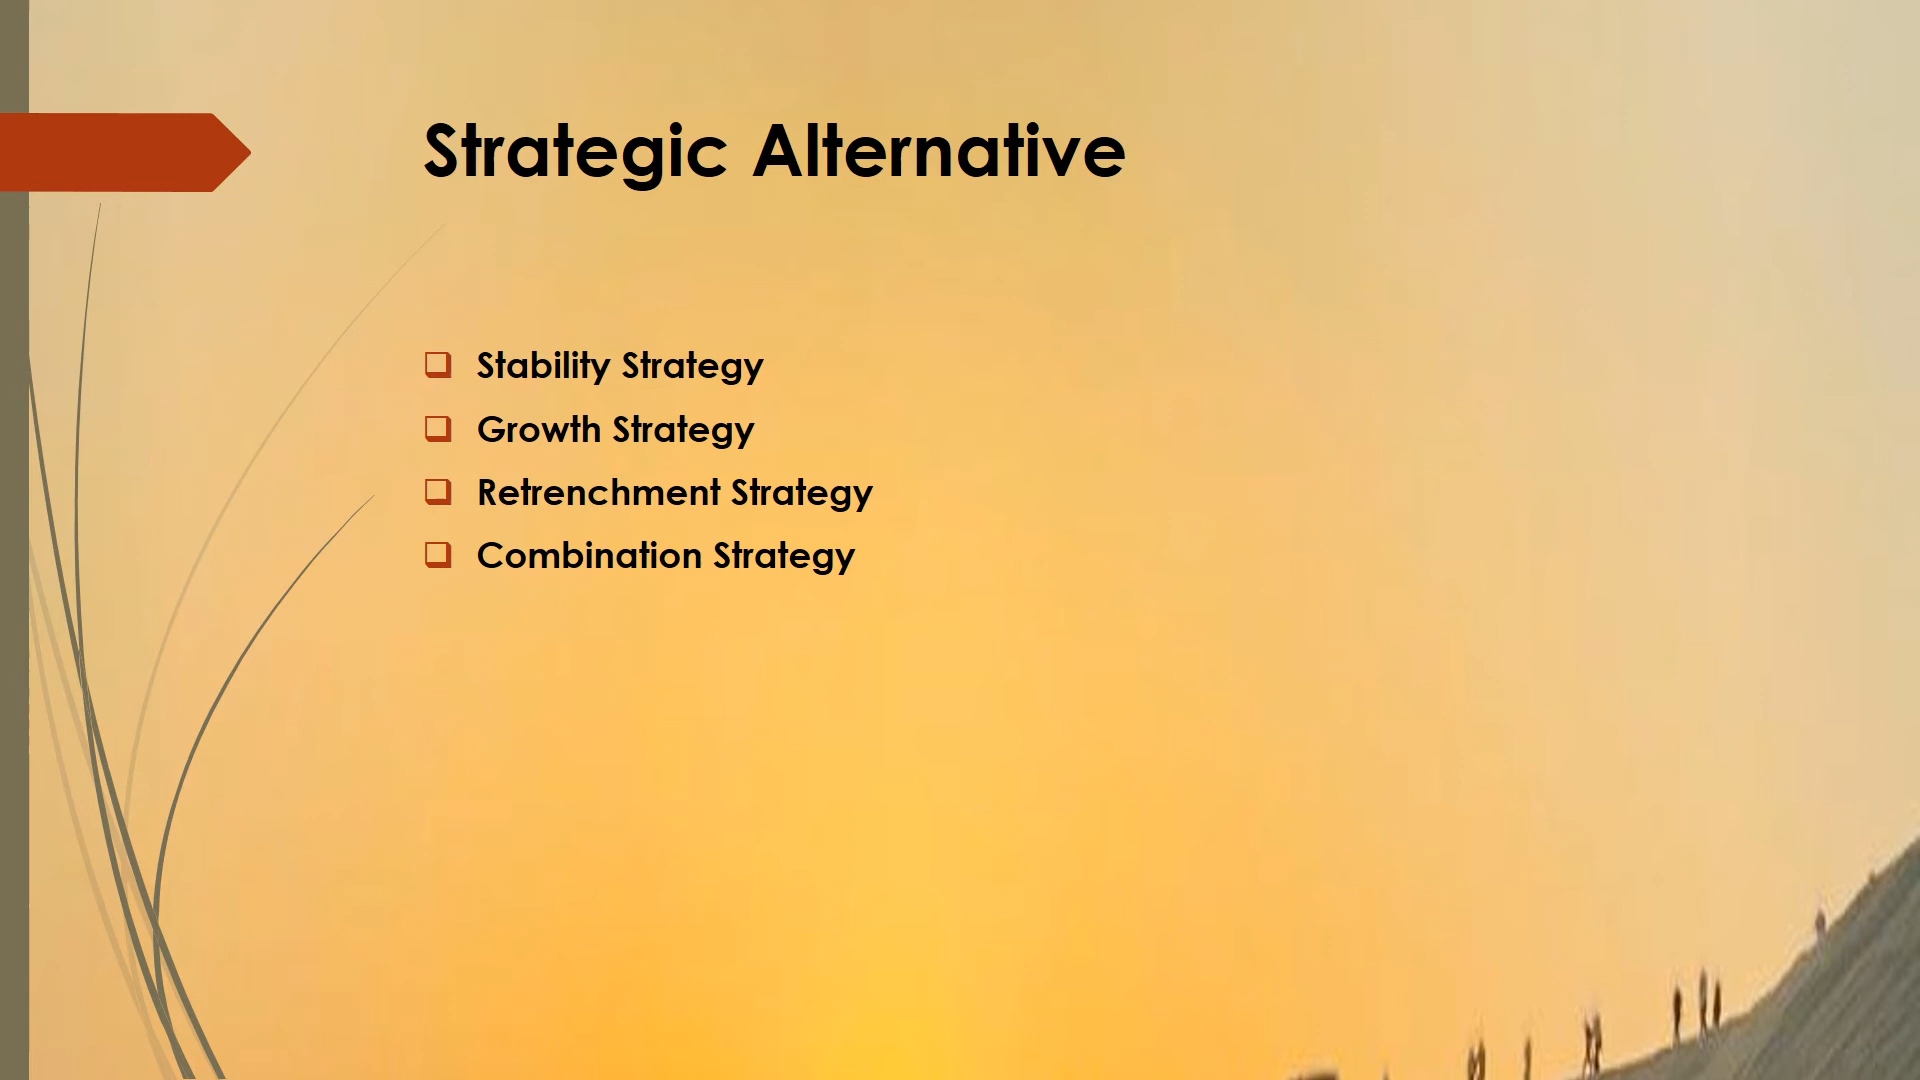 Strategic Alternative
Stability Strategy
Growth Strategy
Retrenchment Strategy
Combination Strategy